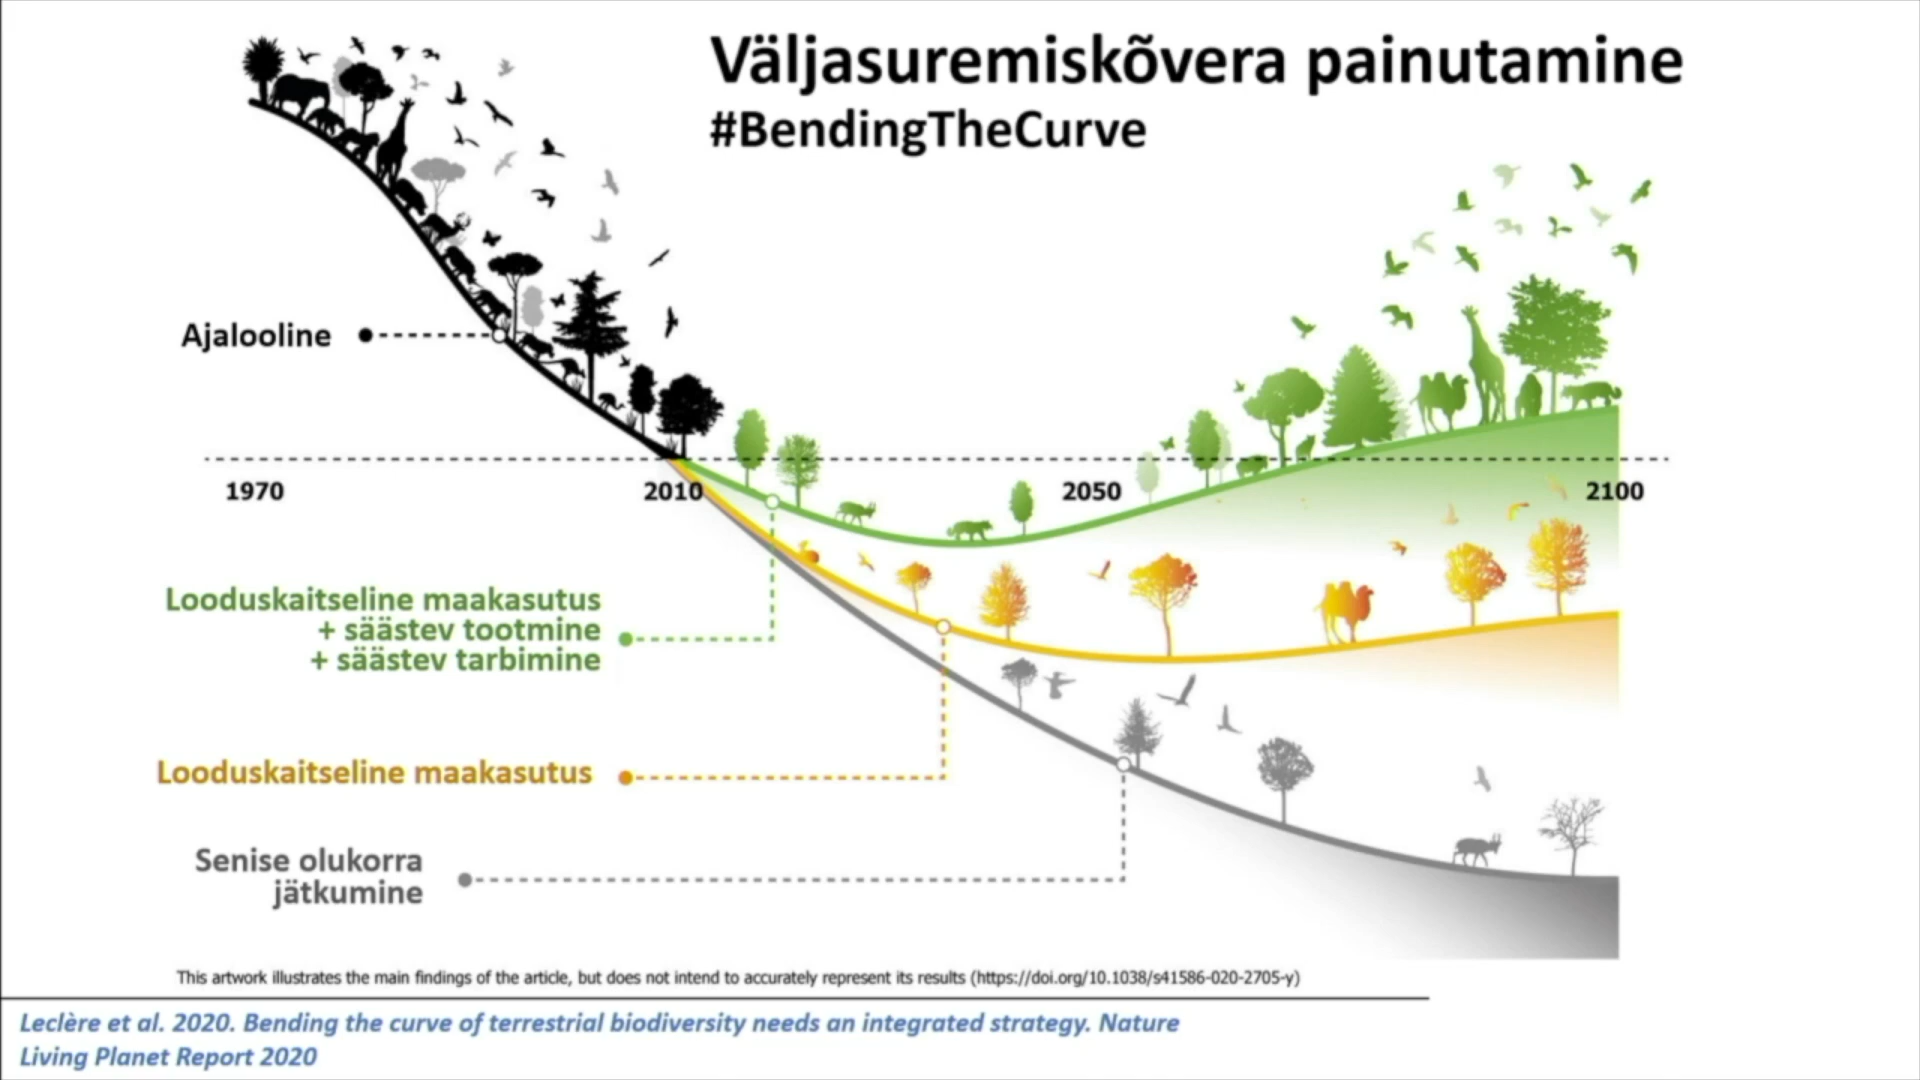 Väljasuremiskõvera painutamine
#BendingTheCurve
Ajalooline
1970
2010
2050
2100
Looduskaitseline maakasutus
+ säästev tootmine
+ säästev tarbimine
Looduskaitseline maakasutus
Senise olukorra
jätkumine
This artwork illustrates the main findings of the article, but does not intend to accurately represent its results (https://doi.org/10.1038/s41586-020-2705-y)
Leclère et al. 2020. Bending the curve of terrestrial biodiversity needs an integrated strategy. Nature
Living Planet Report 2020